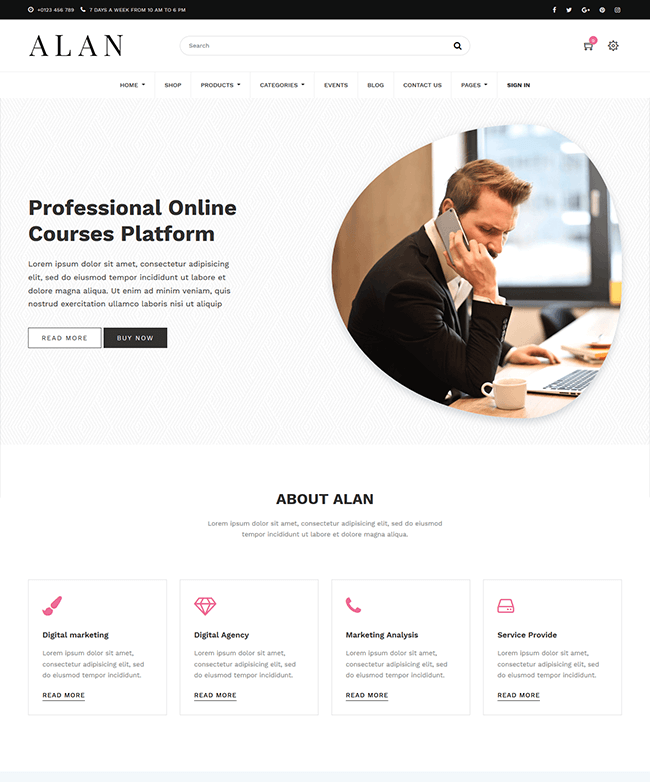 +0123 456 789 7 DAYS A WEEK FROM 10 AM TO 6 PM
ALAN
Search
0
HOME SHOP PRODUCTS CATEGORIES EVENTS BLOG CONTACT US PAGES SIGN IN
Professional Online
Courses Platform
Lorem ipsum dolor sit amet, consectetur adipisicing
elit, sed do eiusmod tempor incididunt ut labore et
dolore magna aliqua. Ut enim ad minim veniam, quis
nostrud exercitation ullamco laboris nisi ut aliquip
READ MORE BUY NOW
ABOUT ALAN
Lorem ipsum dolor sit amet, consectetur adipisicing elit, sed do eiusmod
tempor incididunt ut labore et dolore magna aliqua.
Digital marketing
Lorem ipsum dolor sit amet,
consectetur adipisicing elit, sed
do eiusm tempor incididunt.
READ MORE
Digital Agency
Lorem ipsum dolor sit amet,
consectetur adipisicing elit, sed
do eiusm tempor incididunt.
READ MORE
Marketing Analysis
Lorem ipsum dolor sit amet,
consectetur adipisicing elit, sed
do eiusm tempor incididunt.
READ MORE
Service Provide
Lorem ipsum dolor sit amet,
consectetur adipisicing elit, sed
do eiusm tempor incididunt.
READ MORE